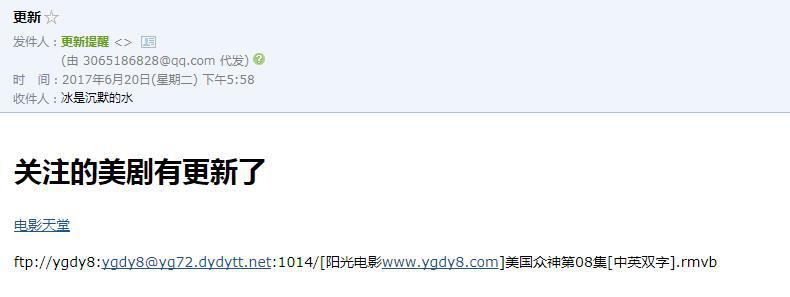 更新☆
发件人：更新提醒 <>
(由 3065186828@qq.com 代发)
时　间：2017年6月20日(星期二) 下午5:58
收件人：冰是沉默的水
关注的美剧有更新了
电影天堂
ftp://ygdy8:ygdy8@yg72.dydytt.net:1014/[阳光电影www.ygdy8.com]美国众神第08集[中英双字].rmvb